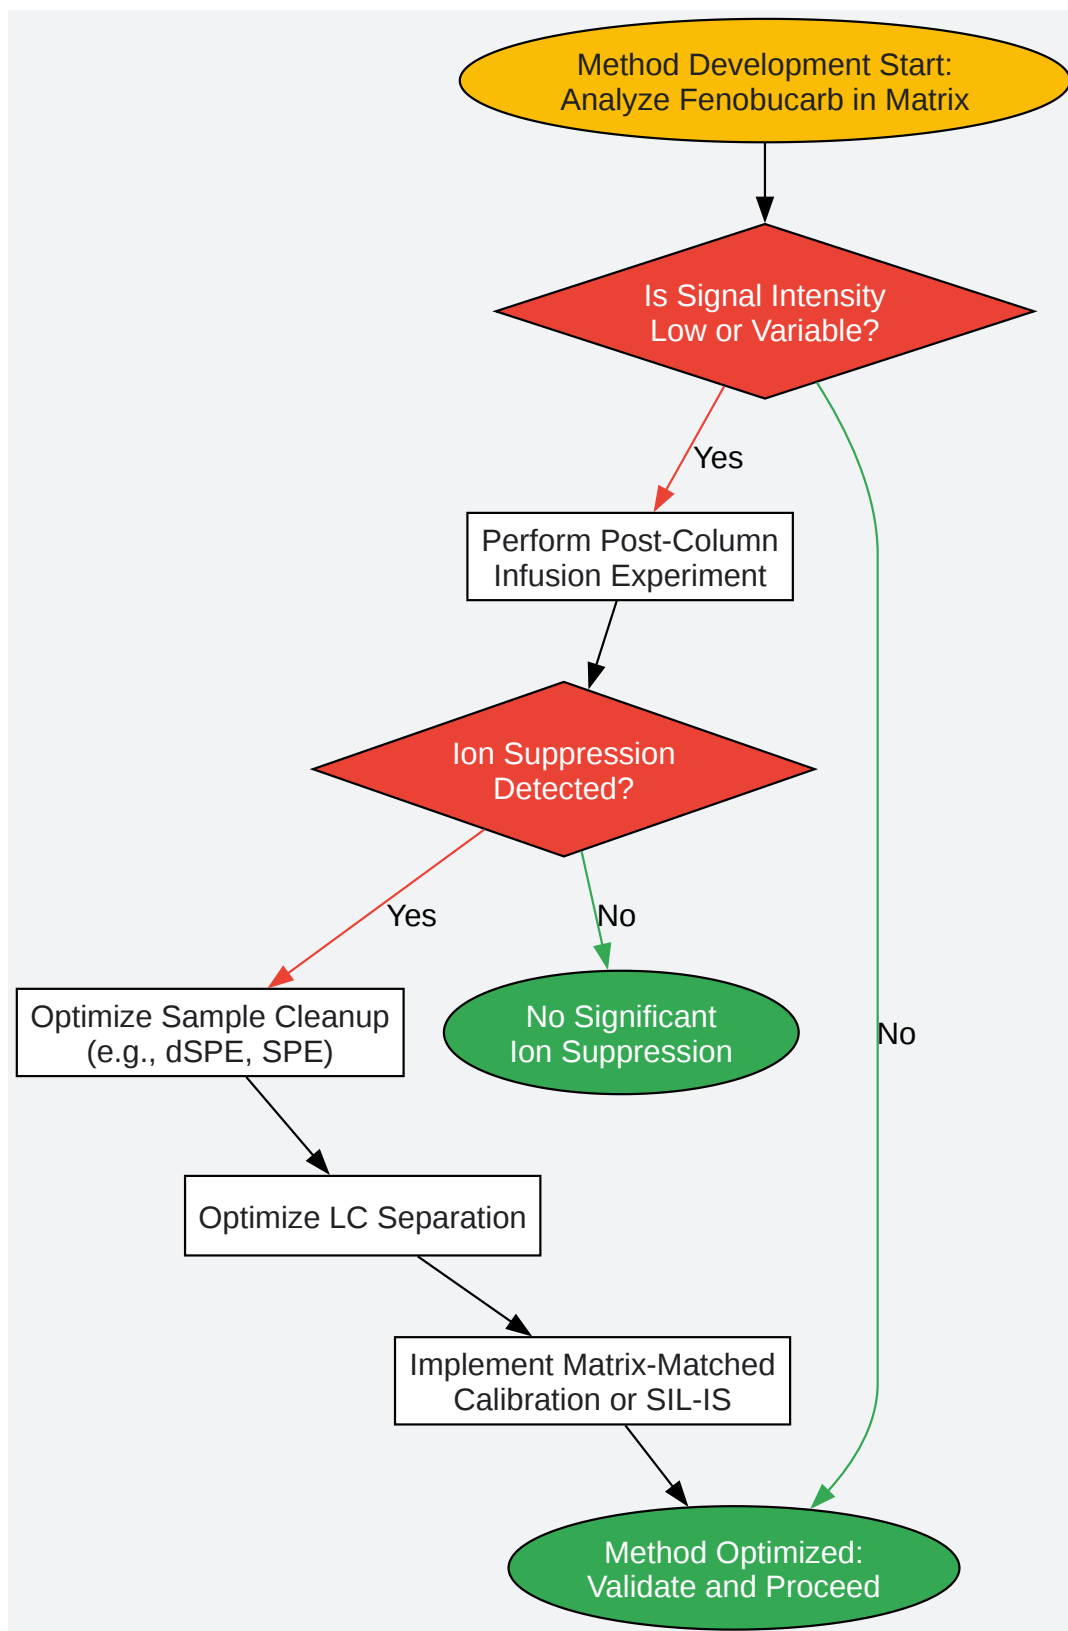 Method Development Start:
Analyze Fenobucarb in Matrix
Is Signal Intensity
Low or Variable?
Yes
Perform Post-Column
Infusion Experiment
Ion Suppression
Detected?
Yes
No
Optimize Sample Cleanup
(e.g., dSPE, SPE)
No Significant
Ion Suppression
No
Optimize LC Separation
Implement Matrix-Matched
Calibration or SIL-IS
Method Optimized:
Validate and Proceed